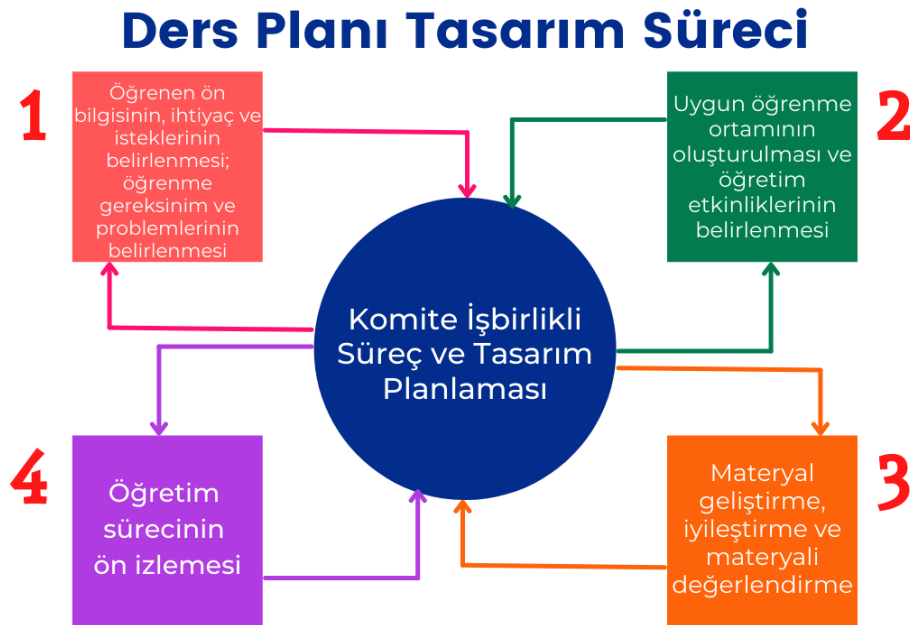 Ders Planı Tasarım Süreci
1
Öğrenen ön
bilgisinin, ihtiyaç ve
isteklerinin
belirlenmesi;
öğrenme
gereksinim ve
problemlerinin
belirlenmesi
2
Uygun öğrenme
ortamının
oluşturulması ve
öğretim
etkinliklerinin
belirlenmesi
Komite İşbirlikli
Süreç ve Tasarım
Planlaması
3
Materyal
geliştirme,
iyileştirme ve
materyali
değerlendirme
4
Öğretim
sürecinin
ön izlemesi